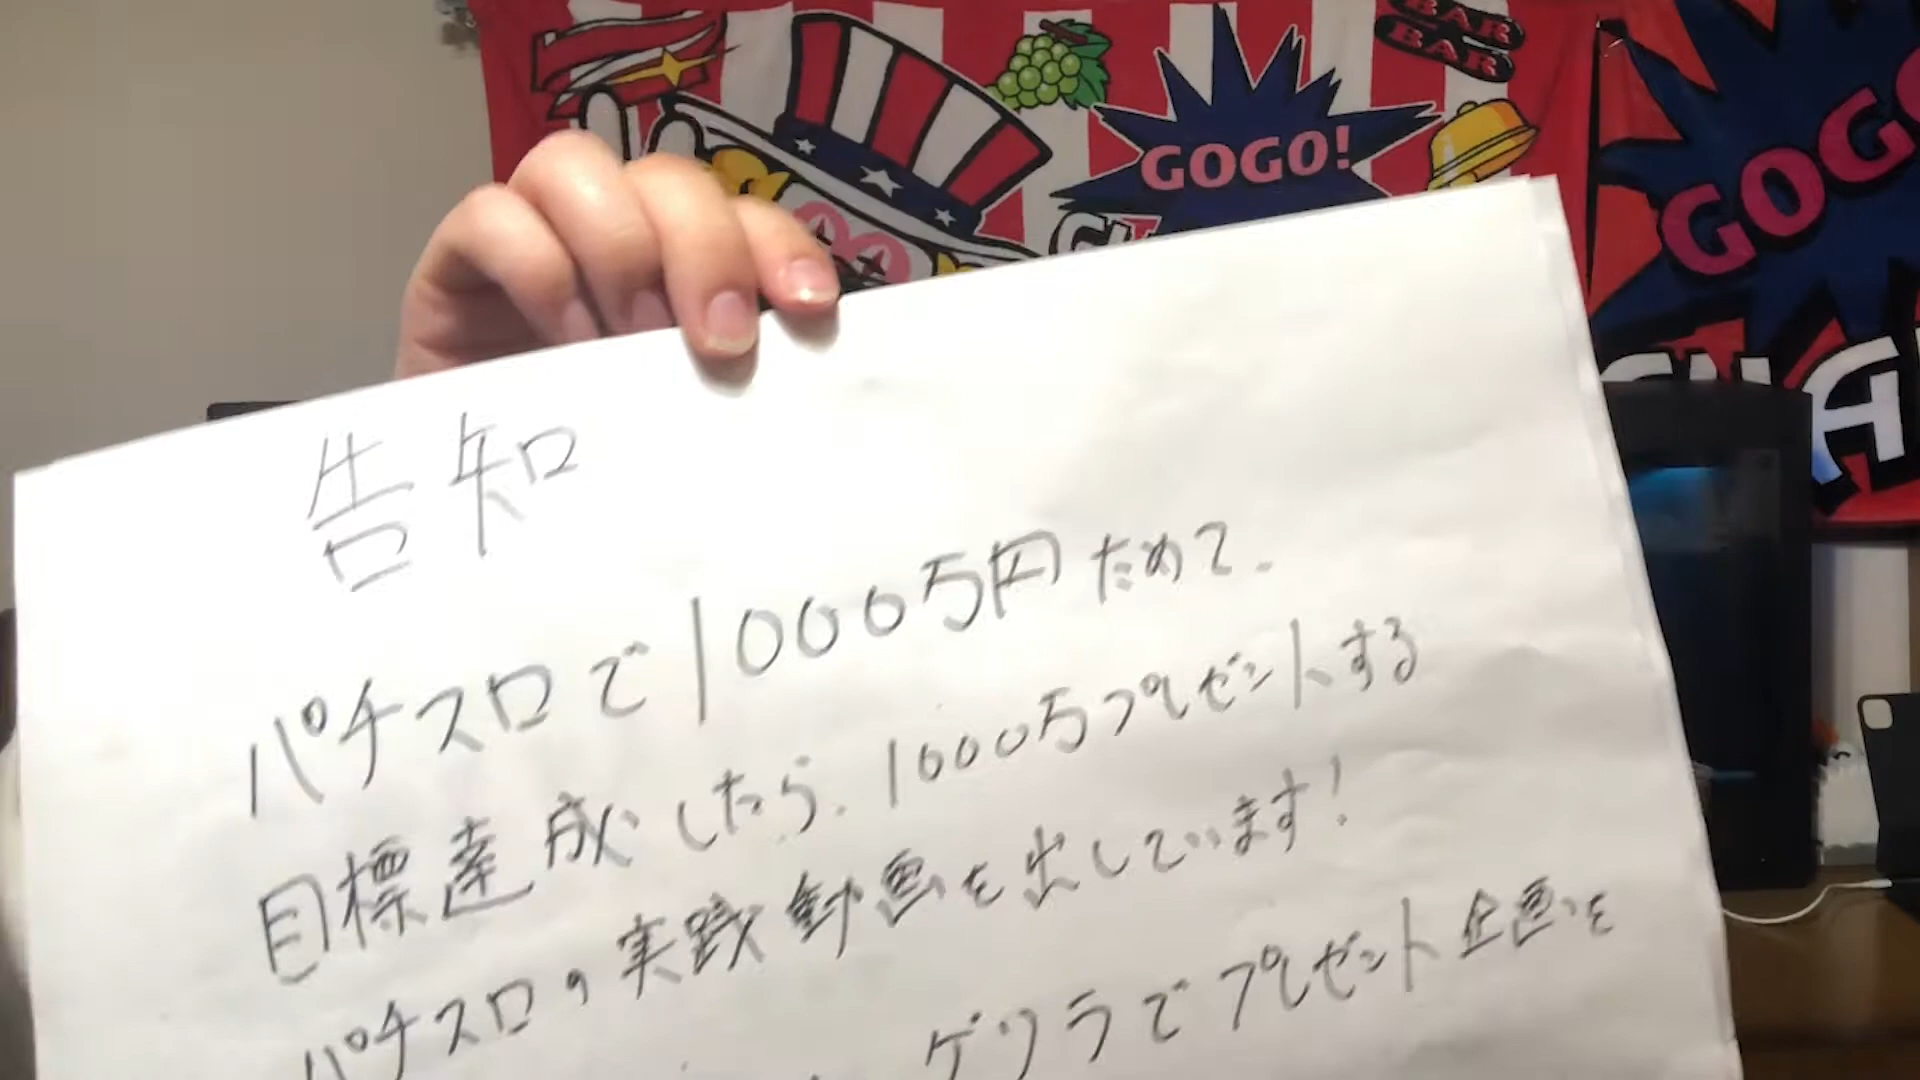 BAR
BAR
GOGO!
GOGO
CHA
告知
パチスロで1000万円ためて、
目標達成したら、1000万プレゼントする
パチスロの実践動画を出しています!
ゲリラでプレゼント企画を